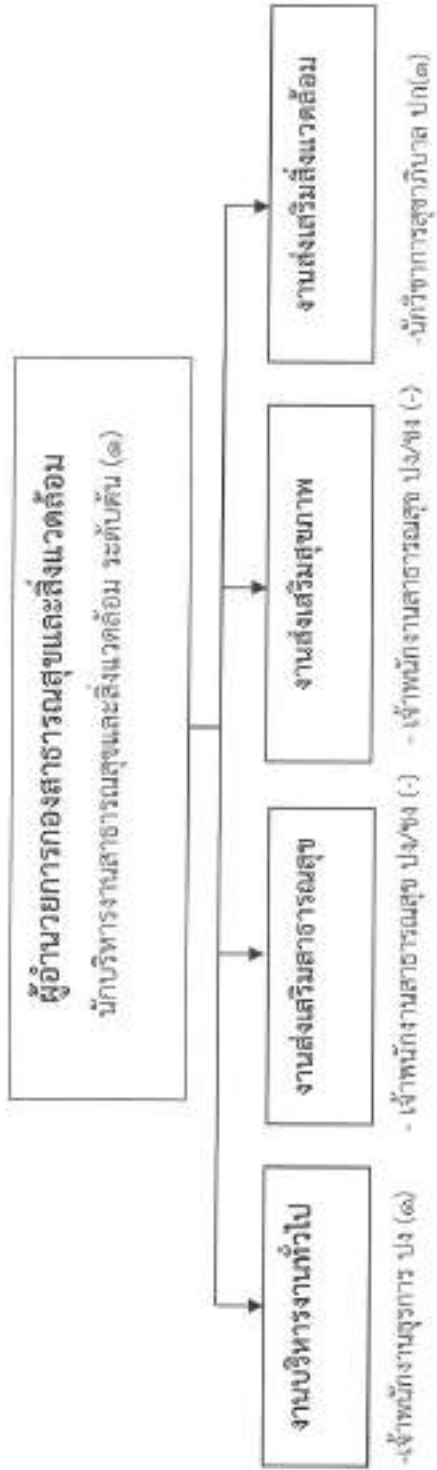 ผู้อำนวยการกองสาธารณสุขและสิ่งแวดล้อม
นักบริหารงานสาธารณสุขและสิ่งแวดล้อม ระดับต้น (๑)
งานบริหารงานทั่วไป
-เจ้าพนักงานธุรการ ปง (๑)
งานส่งเสริมสาธารณสุข
- เจ้าพนักงานสาธารณสุข ปง/ชง (-)
งานส่งเสริมสุขภาพ
- เจ้าพนักงานสาธารณสุข ปง/ชง (-)
งานส่งเสริมสิ่งแวดล้อม
-นักวิชาการสุขาภิบาล ปก(๑)